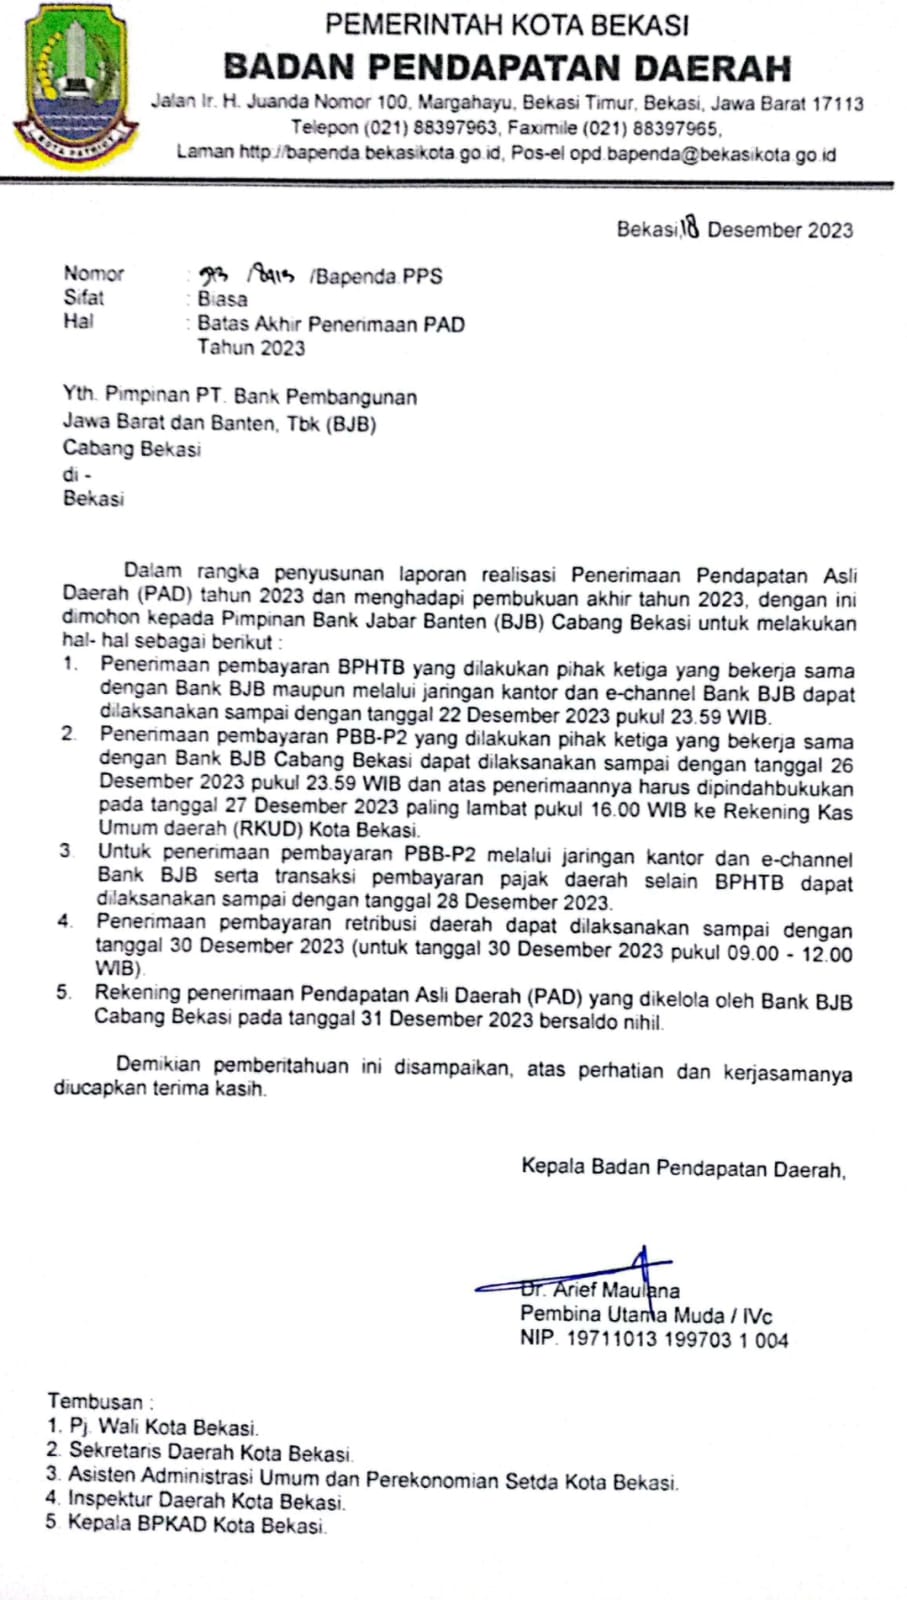 PEMERINTAH KOTA BEKASI
BADAN PENDAPATAN DAERAH
Jalan Ir. H. Juanda Nomor 100, Margahayu, Bekasi Timur, Bekasi, Jawa Barat 17113
Telepon (021) 88397963, Faximile (021) 88397965,
Laman http://bapenda.bekasikota.go.id, Pos-el opd.bapenda@bekasikota.go.id
KOTA PATRIOT
Bekasi, 18 Desember 2023
Nomor : /Bapenda.PPS
Sifat : Biasa
Hal : Batas Akhir Penerimaan PAD
Tahun 2023
Yth. Pimpinan PT. Bank Pembangunan
Jawa Barat dan Banten, Tbk (BJB)
Cabang Bekasi
di -
Bekasi
Dalam rangka penyusunan laporan realisasi Penerimaan Pendapatan Asli
Daerah (PAD) tahun 2023 dan menghadapi pembukuan akhir tahun 2023, dengan ini
dimohon kepada Pimpinan Bank Jabar Banten (BJB) Cabang Bekasi untuk melakukan
hal- hal sebagai berikut :
1. Penerimaan pembayaran BPHTB yang dilakukan pihak ketiga yang bekerja sama
dengan Bank BJB maupun melalui jaringan kantor dan e-channel Bank BJB dapat
dilaksanakan sampai dengan tanggal 22 Desember 2023 pukul 23.59 WIB.
2. Penerimaan pembayaran PBB-P2 yang dilakukan pihak ketiga yang bekerja sama
dengan Bank BJB Cabang Bekasi dapat dilaksanakan sampai dengan tanggal 26
Desember 2023 pukul 23.59 WIB dan atas penerimaannya harus dipindahbukukan
pada tanggal 27 Desember 2023 paling lambat pukul 16.00 WIB ke Rekening Kas
Umum daerah (RKUD) Kota Bekasi.
3. Untuk penerimaan pembayaran PBB-P2 melalui jaringan kantor dan e-channel
Bank BJB serta transaksi pembayaran pajak daerah selain BPHTB dapat
dilaksanakan sampai dengan tanggal 28 Desember 2023.
4. Penerimaan pembayaran retribusi daerah dapat dilaksanakan sampai dengan
tanggal 30 Desember 2023 (untuk tanggal 30 Desember 2023 pukul 09.00 - 12.00
WIB).
5. Rekening penerimaan Pendapatan Asli Daerah (PAD) yang dikelola oleh Bank BJB
Cabang Bekasi pada tanggal 31 Desember 2023 bersaldo nihil.
Demikian pemberitahuan ini disampaikan, atas perhatian dan kerjasamanya
diucapkan terima kasih.
Kepala Badan Pendapatan Daerah,
Dr. Arief Maulana
Pembina Utama Muda / IVc
NIP. 19711013 199703 1 004
Tembusan :
1. Pj. Wali Kota Bekasi.
2. Sekretaris Daerah Kota Bekasi.
3. Asisten Administrasi Umum dan Perekonomian Setda Kota Bekasi.
4. Inspektur Daerah Kota Bekasi.
5. Kepala BPKAD Kota Bekasi.